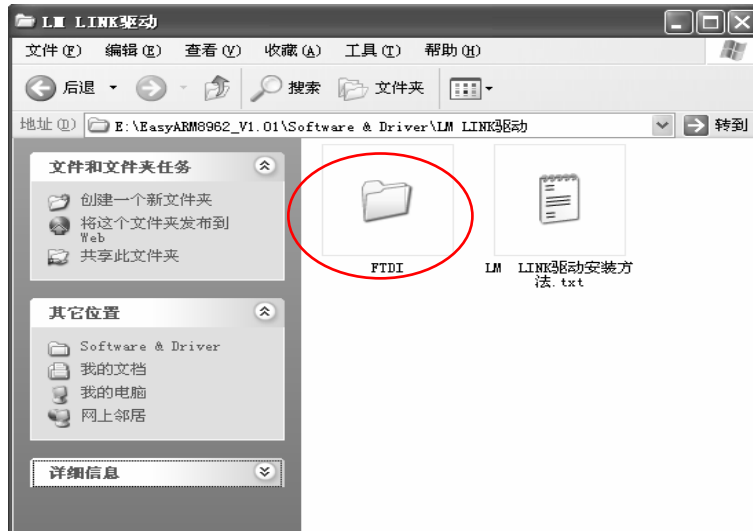 LM LINK驱动
文件(F) 编辑(E) 查看(V) 收藏(A) 工具(T) 帮助(H)
后退 搜索 文件夹
地址(D) E:\EasyARM8962_V1.01\Software & Driver\LM LINK驱动 转到
文件和文件夹任务
创建一个新文件夹
将这个文件夹发布到
Web
共享此文件夹
FTDI
LM LINK驱动安装方
法.txt
其它位置
Software & Driver
我的文档
我的电脑
网上邻居
详细信息